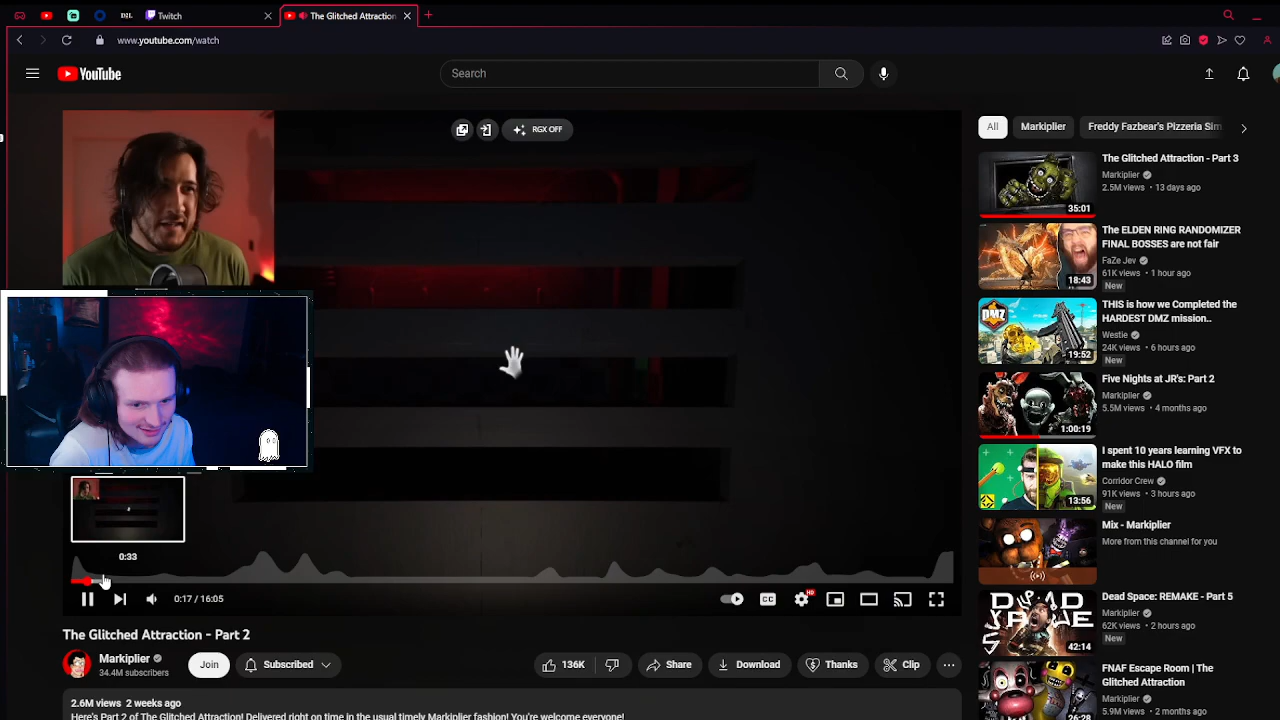 D2L
Twitch
The Glitched Attraction
www.youtube.com/watch
YouTube
Search
RGX OFF
All
Markiplier
Freddy Fazbear's Pizzeria Sim
The Glitched Attraction - Part 3
Markiplier
2.5M views • 13 days ago
35:01
The ELDEN RING RANDOMIZER
FINAL BOSSES are not fair
FaZe Jev
61K views • 1 hour ago
New
18:43
THIS is how we Completed the
HARDEST DMZ mission..
Westie
24K views • 6 hours ago
New
DMZ
19:52
Five Nights at JR's: Part 2
Markiplier
5.5M views • 4 months ago
1:00:19
I spent 10 years learning VFX to
make this HALO film
Corridor Crew
91K views • 3 hours ago
New
13:56
Mix - Markiplier
More from this channel for you
Dead Space: REMAKE - Part 5
Markiplier
62K views • 2 hours ago
New
DEAD
SPACE
42:14
FNAF Escape Room | The
Glitched Attraction
Markiplier
5.9M views • 2 months ago
26:28
0:33
0:17 / 16:05
CC
HD
The Glitched Attraction - Part 2
Markiplier
34.4M subscribers
Join
Subscribed
136K
Share
Download
Thanks
Clip
2.6M views 2 weeks ago
Here's Part 2 of The Glitched Attraction! Delivered right on time in the usual timely Markiplier fashion! You're welcome everyone!